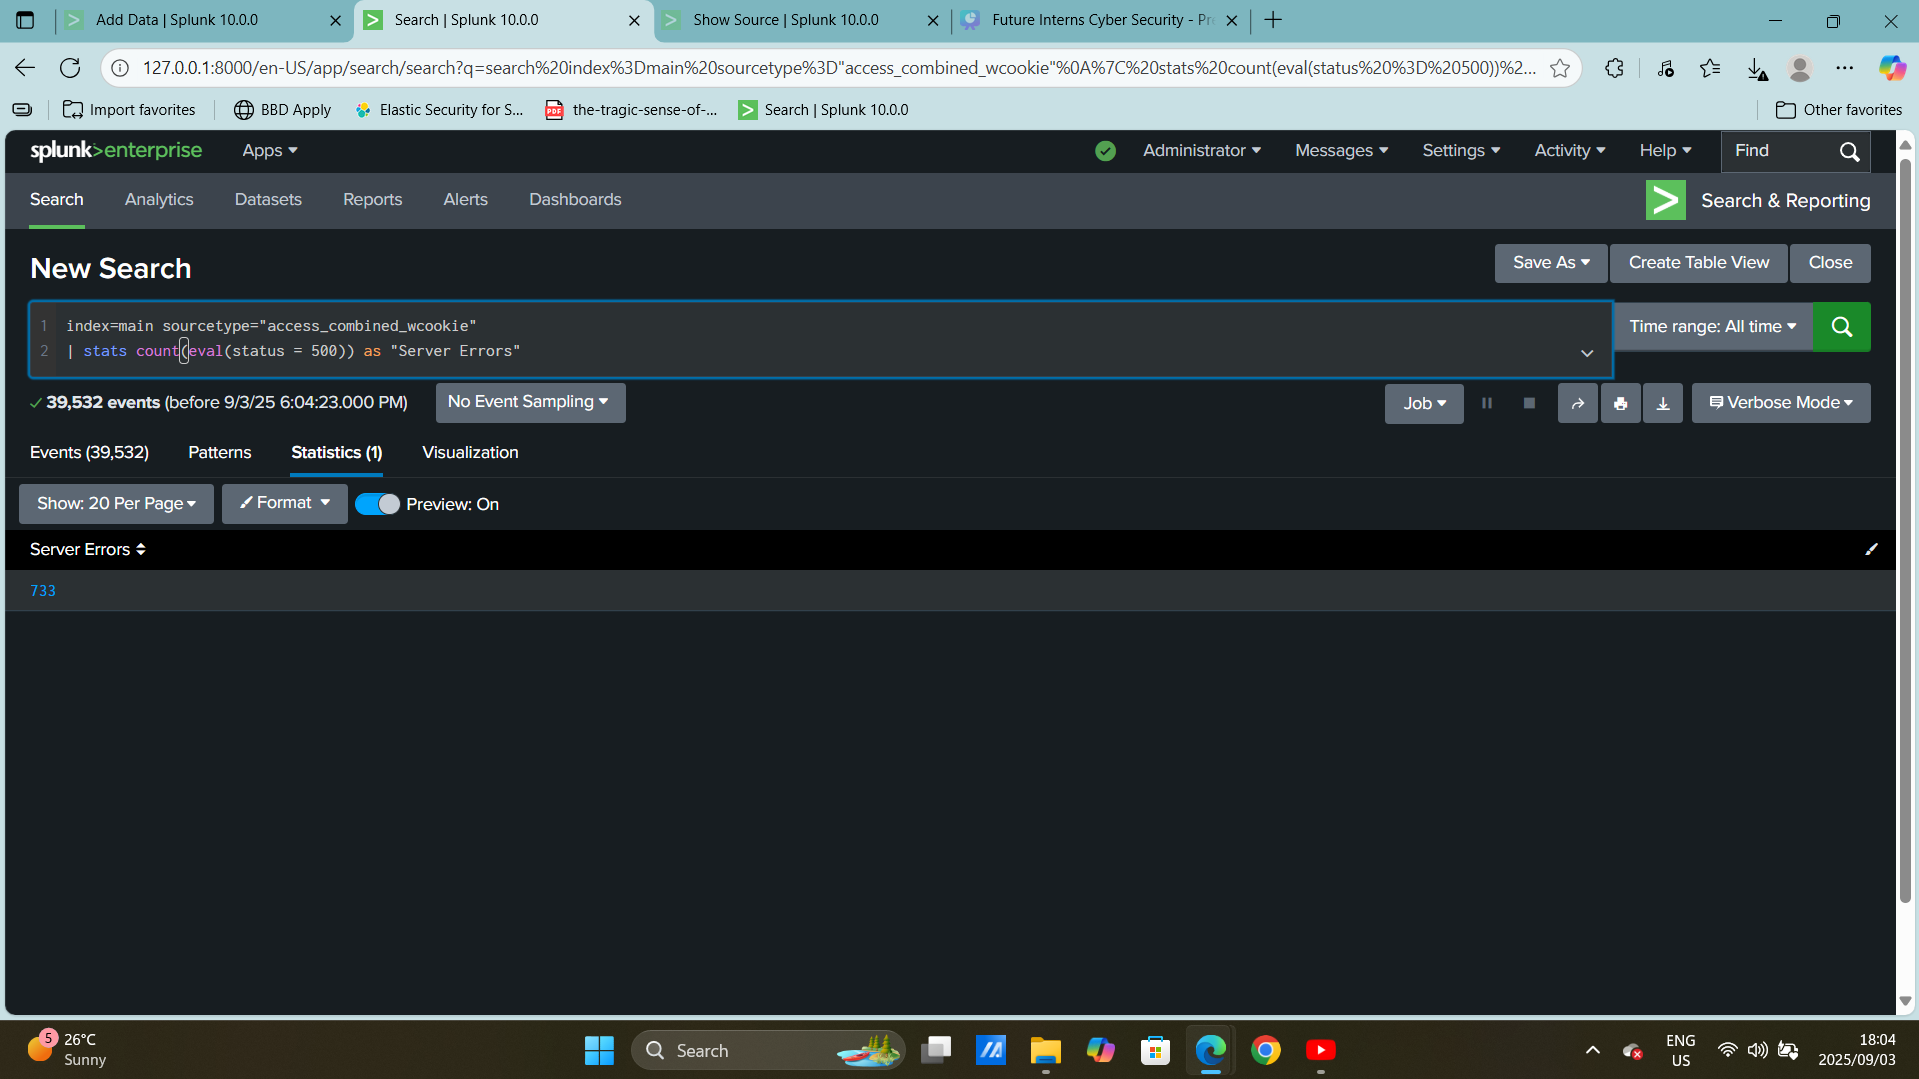 Add Data | Splunk 10.0.0
Search | Splunk 10.0.0
Show Source | Splunk 10.0.0
Future Interns Cyber Security - Pr
127.0.0.1:8000/en-US/app/search/search?q=search%20index%3Dmain%20sourcetype%3D"access_combined_wcookie"%0A%7C%20stats%20count(eval(status%20%3D%20500))%2...
Import favorites
BBD Apply
Elastic Security for S...
PDF
the-tragic-sense-of-...
Search | Splunk 10.0.0
Other favorites
splunk>enterprise
Apps
Administrator
Messages
Settings
Activity
Help
Find
Search
Analytics
Datasets
Reports
Alerts
Dashboards
Search & Reporting
New Search
Save As
Create Table View
Close
1 index=main sourcetype="access_combined_wcookie"
2 | stats count(eval(status = 500)) as "Server Errors"
Time range: All time
39,532 events (before 9/3/25 6:04:23.000 PM)
No Event Sampling
Job
Verbose Mode
Events (39,532)
Patterns
Statistics (1)
Visualization
Show: 20 Per Page
Format
Preview: On
Server Errors
733
5
26°C
Sunny
Search
ENG
US
18:04
2025/09/03